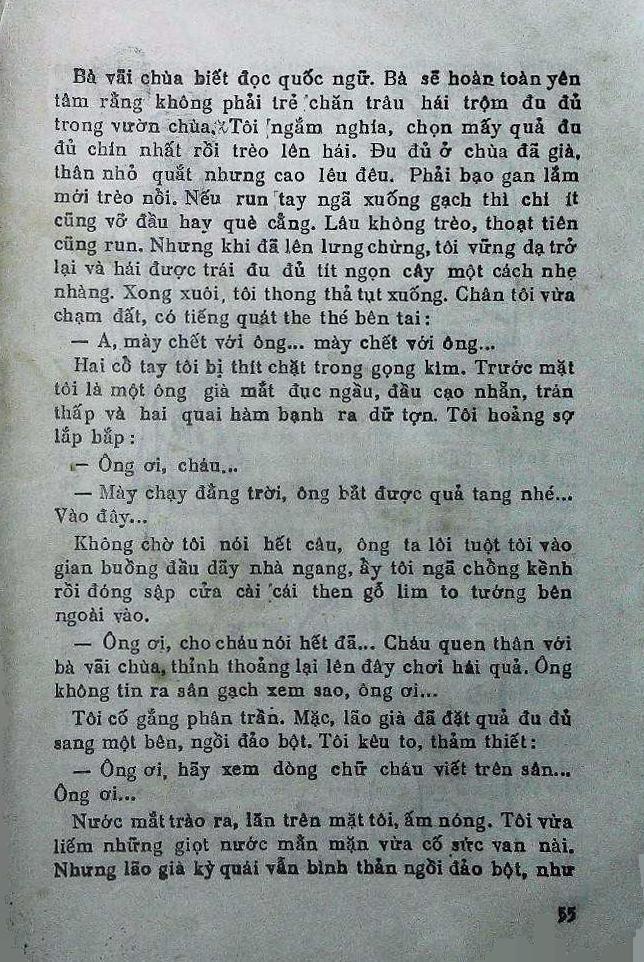 Bà vãi chùa biết đọc quốc ngữ. Bà sẽ hoàn toàn yên
tâm rằng không phải trẻ chăn trâu hái trộm đu đủ
trong vườn chùa. Tôi ngắm nghía, chọn mấy quả đu
đủ chín nhất rồi trèo lên hái. Đu đủ ở chùa đã già,
thân nhỏ quắt nhưng cao lêu đêu. Phải bạo gan lắm
mới trèo nồi. Nếu run tay ngã xuống gạch thì chí ít
cũng vỡ đầu hay què cẳng. Lâu không trèo, thoạt tiên
cũng run. Nhưng khi đã lên lưng chừng, tôi vững dạ trở
lại và hái được trái đu đủ tít ngọn cây một cách nhẹ
nhàng. Xong xuôi, tôi thong thả tụt xuống. Chân tôi vừa
chạm đất, có tiếng quát the thé bên tai:
— A, mày chết với ông... mày chết với ông...
Hai cồ tay tôi bị thít chặt trong gọng kìm. Trước mặt
tôi là một ông già mắt đục ngầu, đầu cạo nhẵn, trán
thấp và hai quai hàm bạnh ra dữ tợn. Tôi hoảng sợ
lắp bắp:
— Ông ơi, cháu...
— Mày chạy đằng trời, ông bắt được quả tang nhé...
Vào đây...
Không chờ tôi nói hết câu, ông ta lôi tuột tôi vào
gian buồng đầu dãy nhà ngang, ẩy tôi ngã chồng kềnh
rồi đóng sập cửa cài cái then gỗ lim to tướng bên
ngoài vào.
— Ông ơi, cho cháu nói hết đã... Cháu quen thân với
bà vãi chùa, thỉnh thoảng lại lên đây chơi hái quả. Ông
không tin ra sân gạch xem sao, ông ơi...
Tôi cố gắng phân trần. Mặc, lão già đã đặt quả đu đủ
sang một bên, ngồi đảo bột. Tôi kêu to, thảm thiết:
— Ông ơi, hãy xem dòng chữ cháu viết trên sân...
Ông ơi...
Nước mắt trào ra, lăn trên mặt tôi, ấm nóng. Tôi vừa
liếm những giọt nước mằn mặn vừa cố sức van nài.
Nhưng lão già kỳ quái vẫn bình thản ngồi đảo bột, như
55